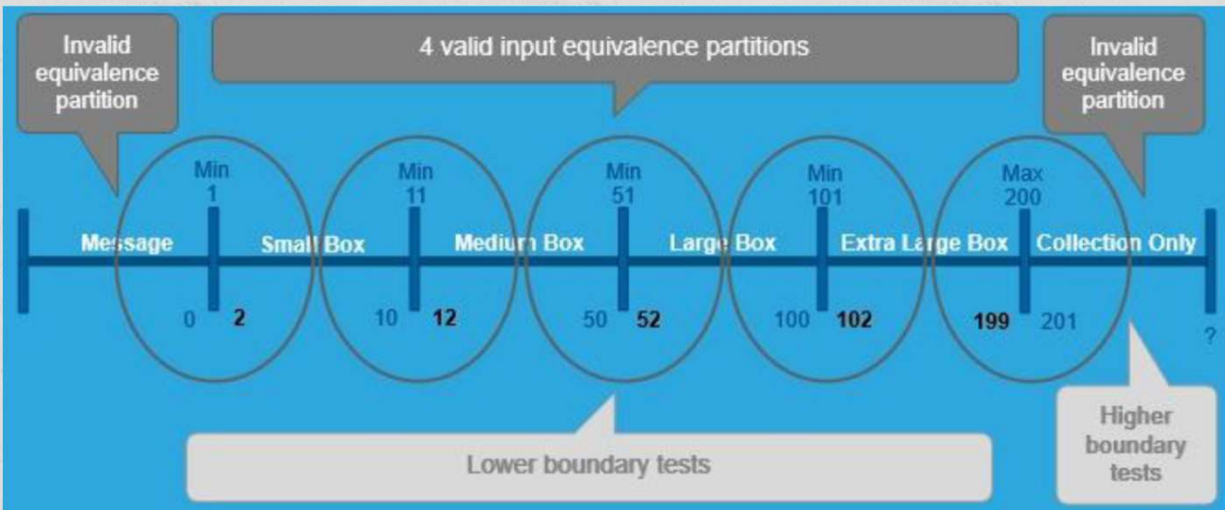 Invalid
equivalence
partition
4 valid input equivalence partitions
Invalid
equivalence
partition
Min
1
Min
11
Min
51
Min
101
Max
200
Message
Small Box
Medium Box
Large Box
Extra Large Box
Collection Only
0 2
10 12
50 52
100 102
199 201
?
Lower boundary tests
Higher
boundary
tests